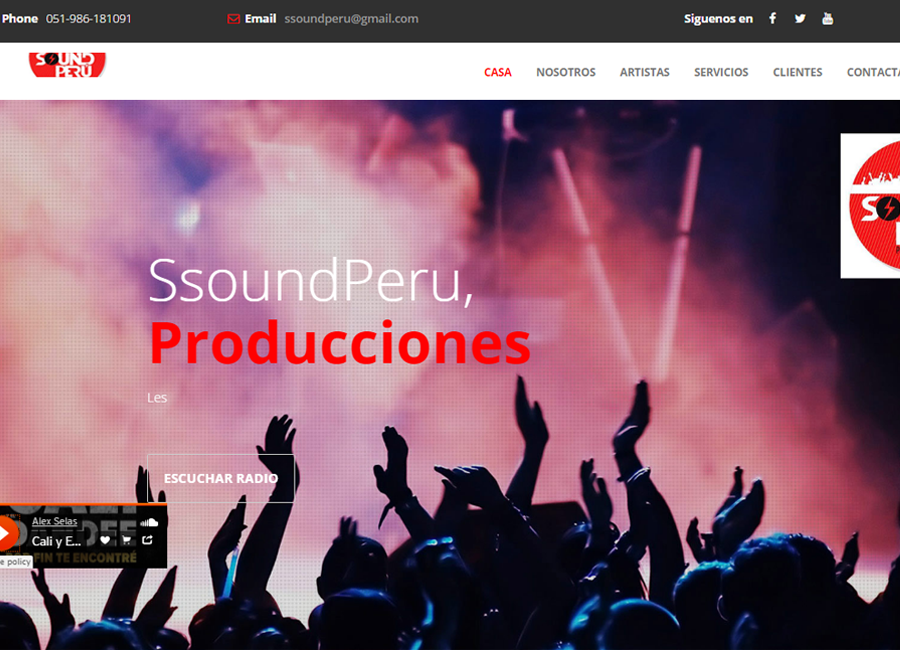 Phone 051-986-181091 Email ssoundperu@gmail.com Siguenos en
SOUND
PERÚ
CASA NOSOTROS ARTISTAS SERVICIOS CLIENTES CONTACTA
SsoundPeru,
Producciones
Les
ESCUCHAR RADIO
Alex Selas
Cali y E...
FIN TE ENCONTRÉ
e policy